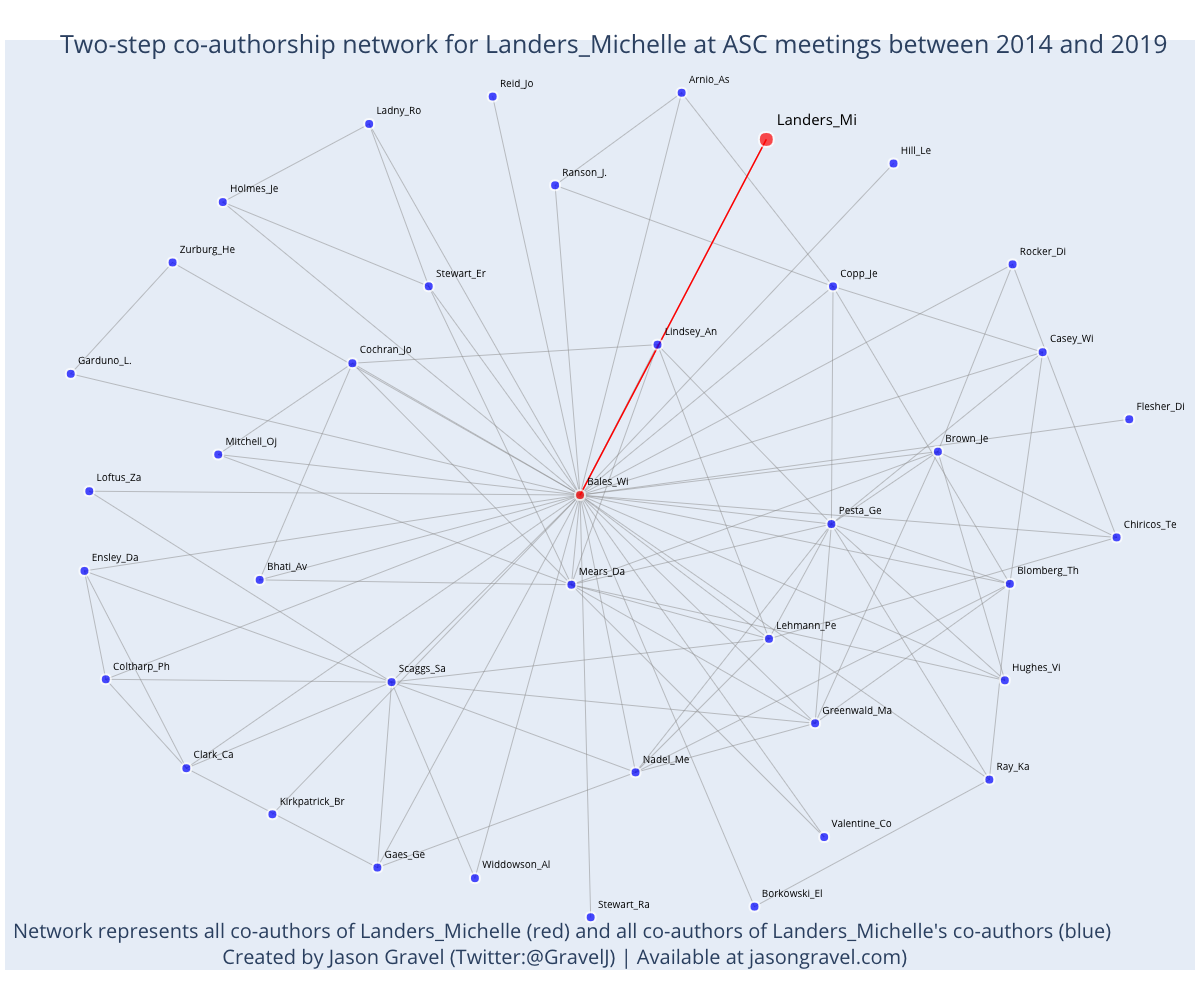 Two-step co-authorship network for Landers_Michelle at ASC meetings between 2014 and 2019
Reid_Jo
Arnio_As
Ladny_Ro
Landers_Mi
Hill_Le
Ranson_J.
Holmes_Je
Zurburg_He
Rocker_Di
Stewart_Er
Copp_Je
Lindsey_An
Casey_Wi
Cochran_Jo
Garduno_L.
Flesher_Di
Mitchell_Oj
Brown_Je
Loftus_Za
Bales_Wi
Pesta_Ge
Chiricos_Te
Ensley_Da
Bhati_Av
Mears_Da
Blomberg_Th
Lehmann_Pe
Coltharp_Ph
Scaggs_Sa
Hughes_Vi
Greenwald_Ma
Clark_Ca
Nadel_Me
Ray_Ka
Kirkpatrick_Br
Valentine_Co
Gaes_Ge
Widdowson_Al
Borkowski_El
Stewart_Ra
Network represents all co-authors of Landers_Michelle (red) and all co-authors of Landers_Michelle's co-authors (blue)
Created by Jason Gravel (Twitter:@GravelJ) | Available at jasongravel.com)